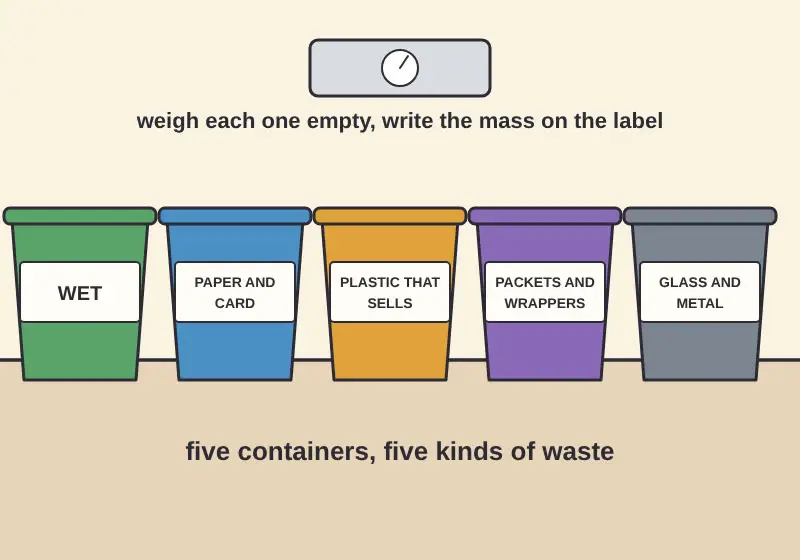 weigh each one empty, write the mass on the label
WET
PAPER AND
CARD
PLASTIC THAT
SELLS
PACKETS AND
WRAPPERS
GLASS AND
METAL
five containers, five kinds of waste